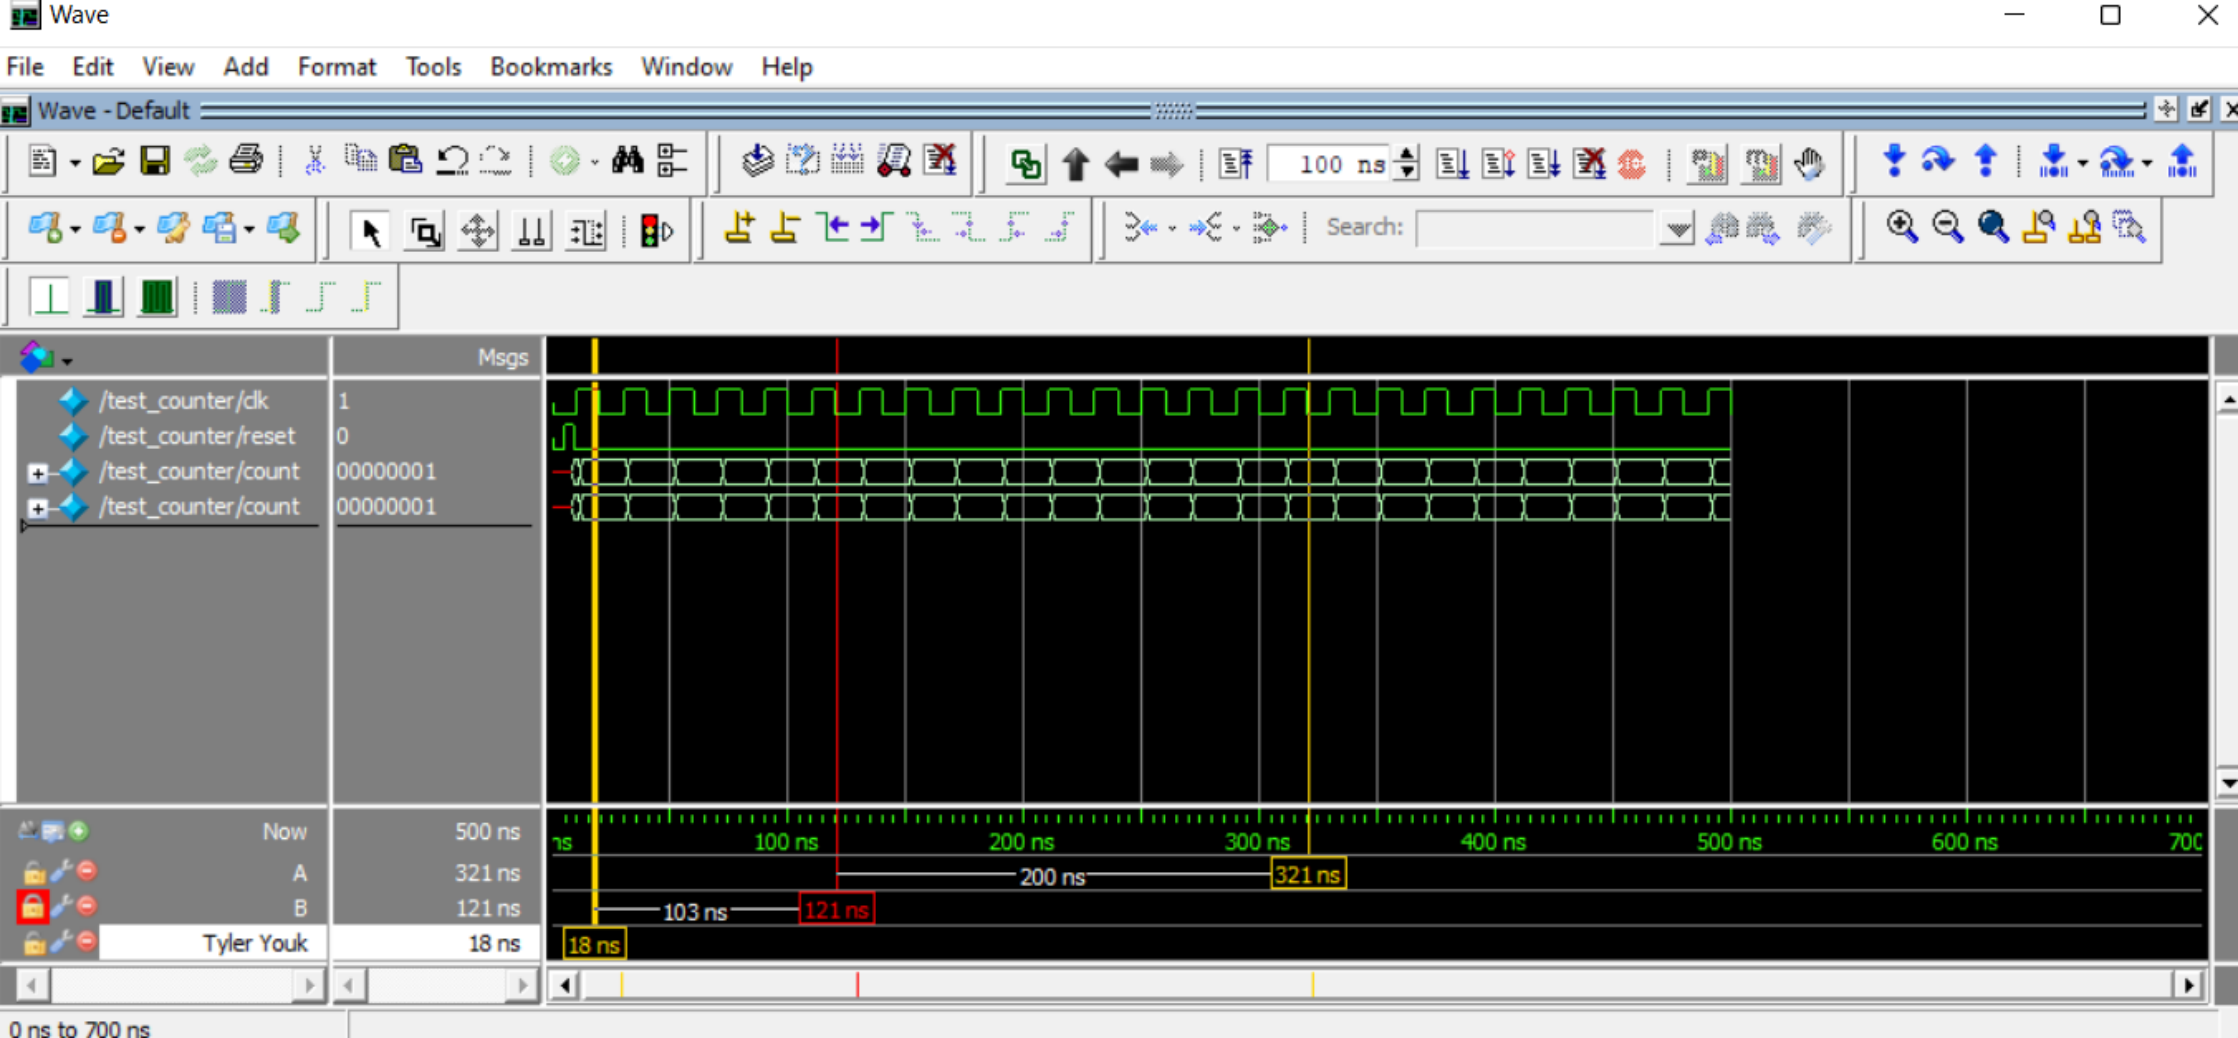 Wave
File Edit View Add Format Tools Bookmarks Window Help
Wave - Default
100 ns
Search:
Msgs
/test_counter/clk 1
/test_counter/reset 0
/test_counter/count 00000001
/test_counter/count 00000001
Now 500 ns
ns 100 ns 200 ns 300 ns 400 ns 500 ns 600 ns 700
A 321 ns 200 ns 321 ns
B 121 ns 103 ns 121 ns
Tyler Youk 18 ns 18 ns
0 ns to 700 ns